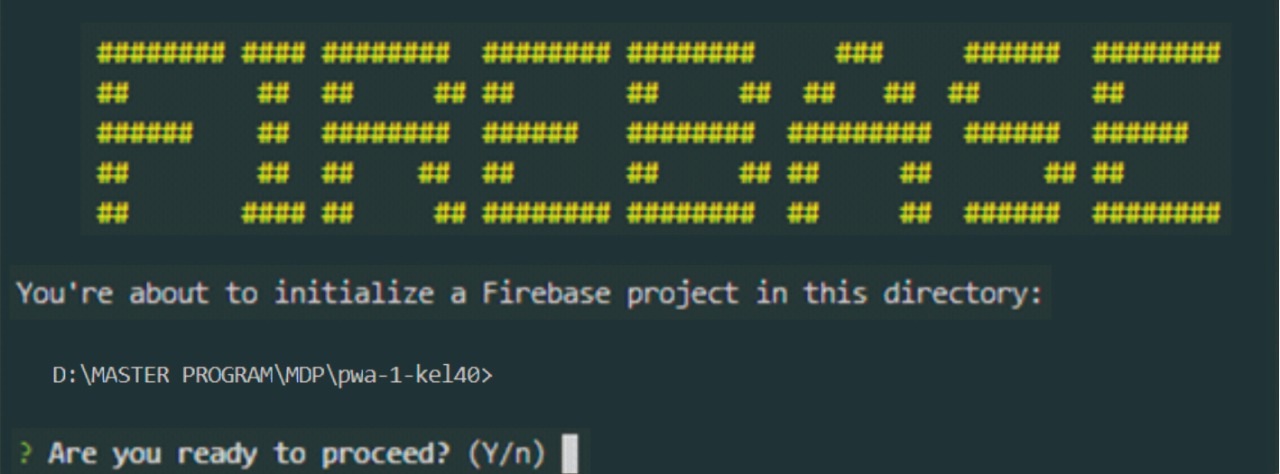 ######## #### ########  ######## ########     ###     ######  ########
##        ##  ##     ## ##       ##     ##  ##   ##  ##       ##
######    ##  ########  ######   ########  #########  ######  ######
##        ##  ##    ##  ##       ##     ## ##     ##       ## ##
##       #### ##     ## ######## ########  ##     ##  ######  ########
You're about to initialize a Firebase project in this directory:
D:\MASTER PROGRAM\MDP\pwa-1-kel40>
? Are you ready to proceed? (Y/n)